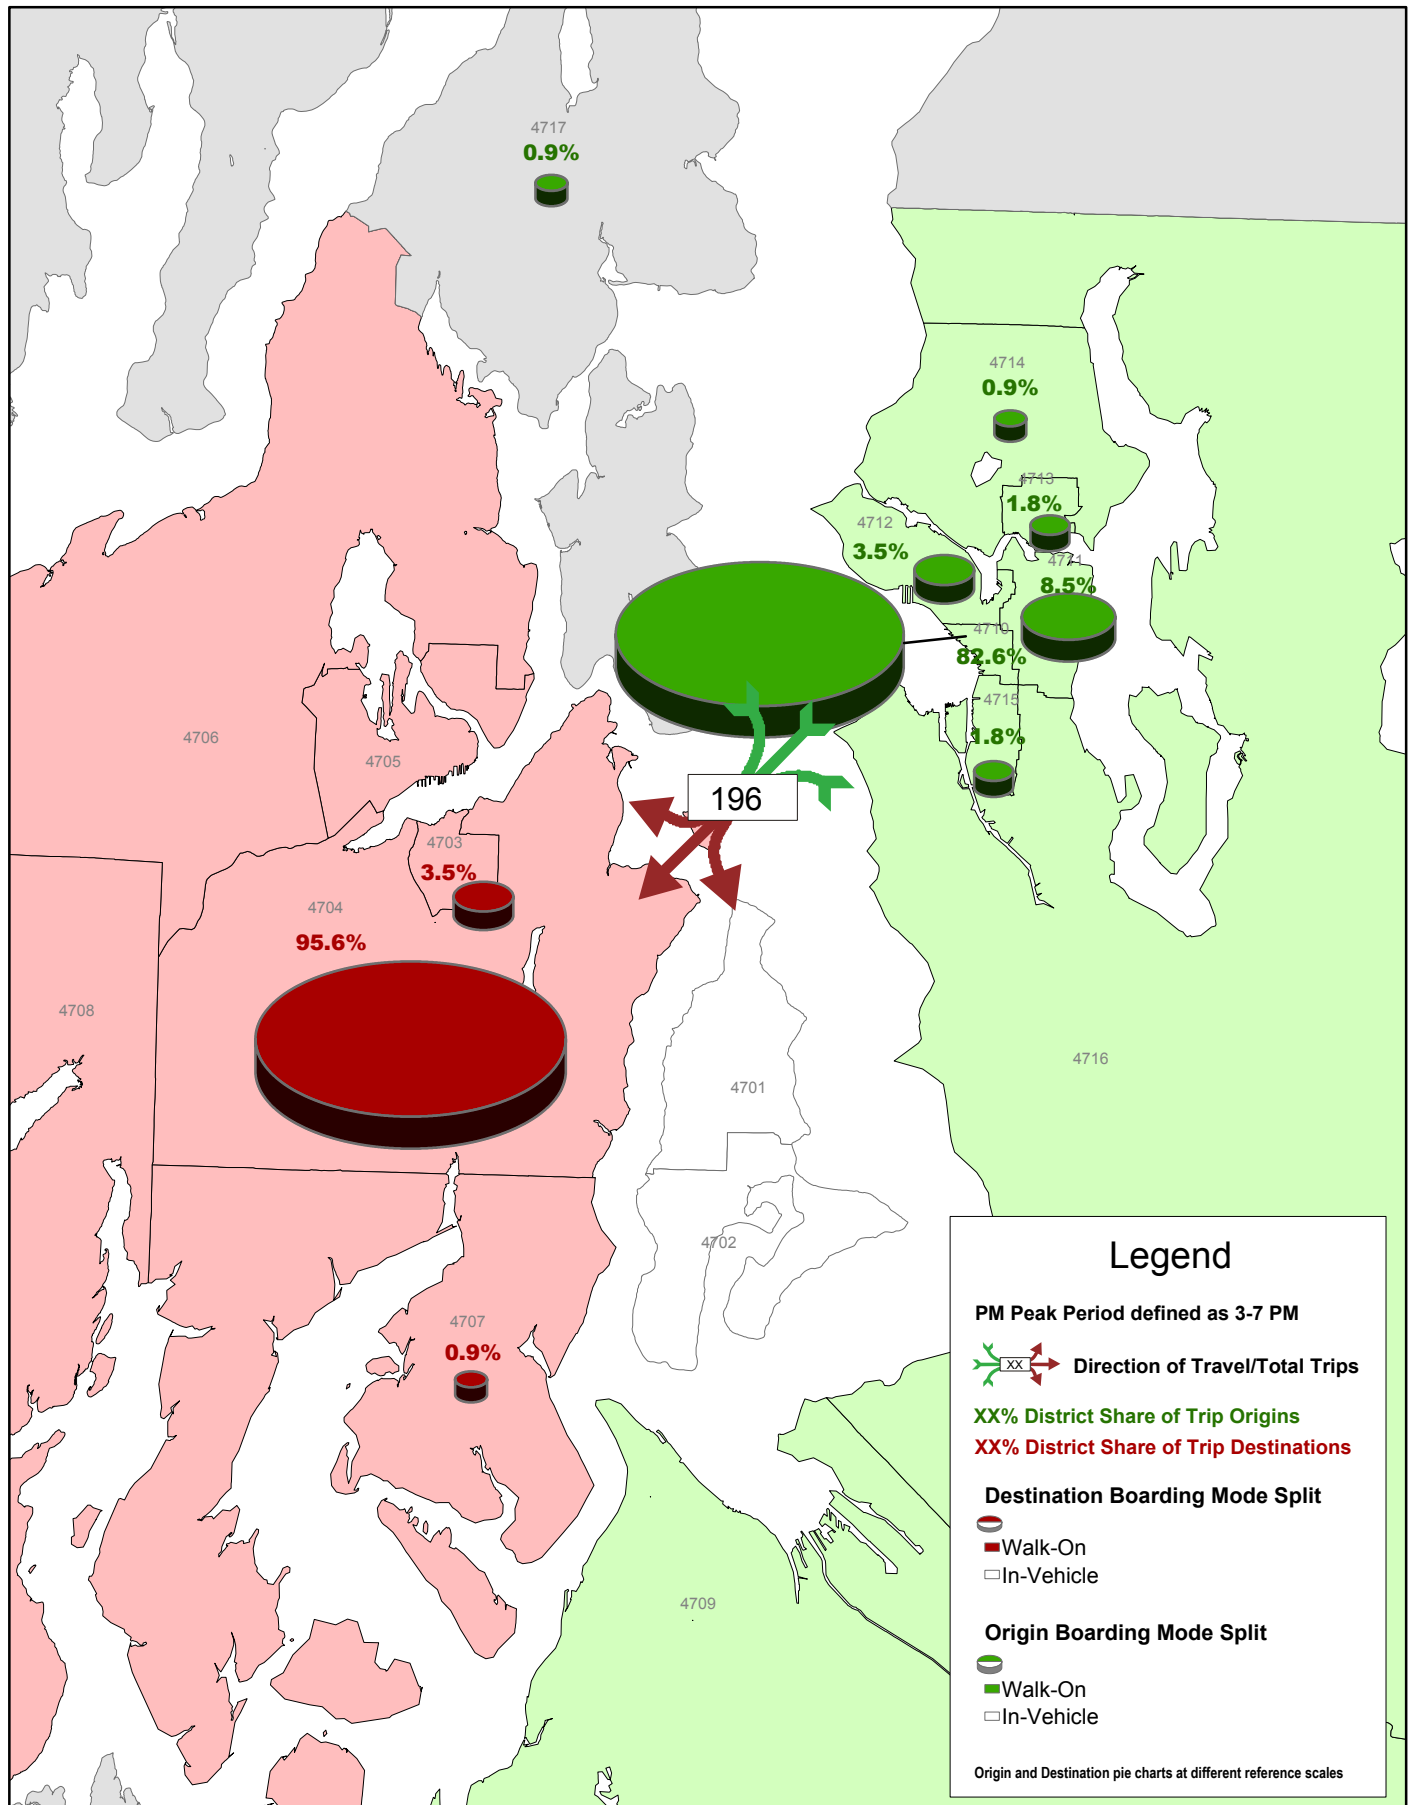 4717
0.9%
4714
0.9%
4713
1.8%
4712
3.5%
4711
8.5%
4710
82.6%
4715
1.8%
4706
4705
196
4703
3.5%
4704
95.6%
4708
4716
4701
4702
4707
0.9%
4709
Legend
PM Peak Period defined as 3-7 PM
XX
Direction of Travel/Total Trips
XX% District Share of Trip Origins
XX% District Share of Trip Destinations
Destination Boarding Mode Split
Walk-On
In-Vehicle
Origin Boarding Mode Split
Walk-On
In-Vehicle
Origin and Destination pie charts at different reference scales